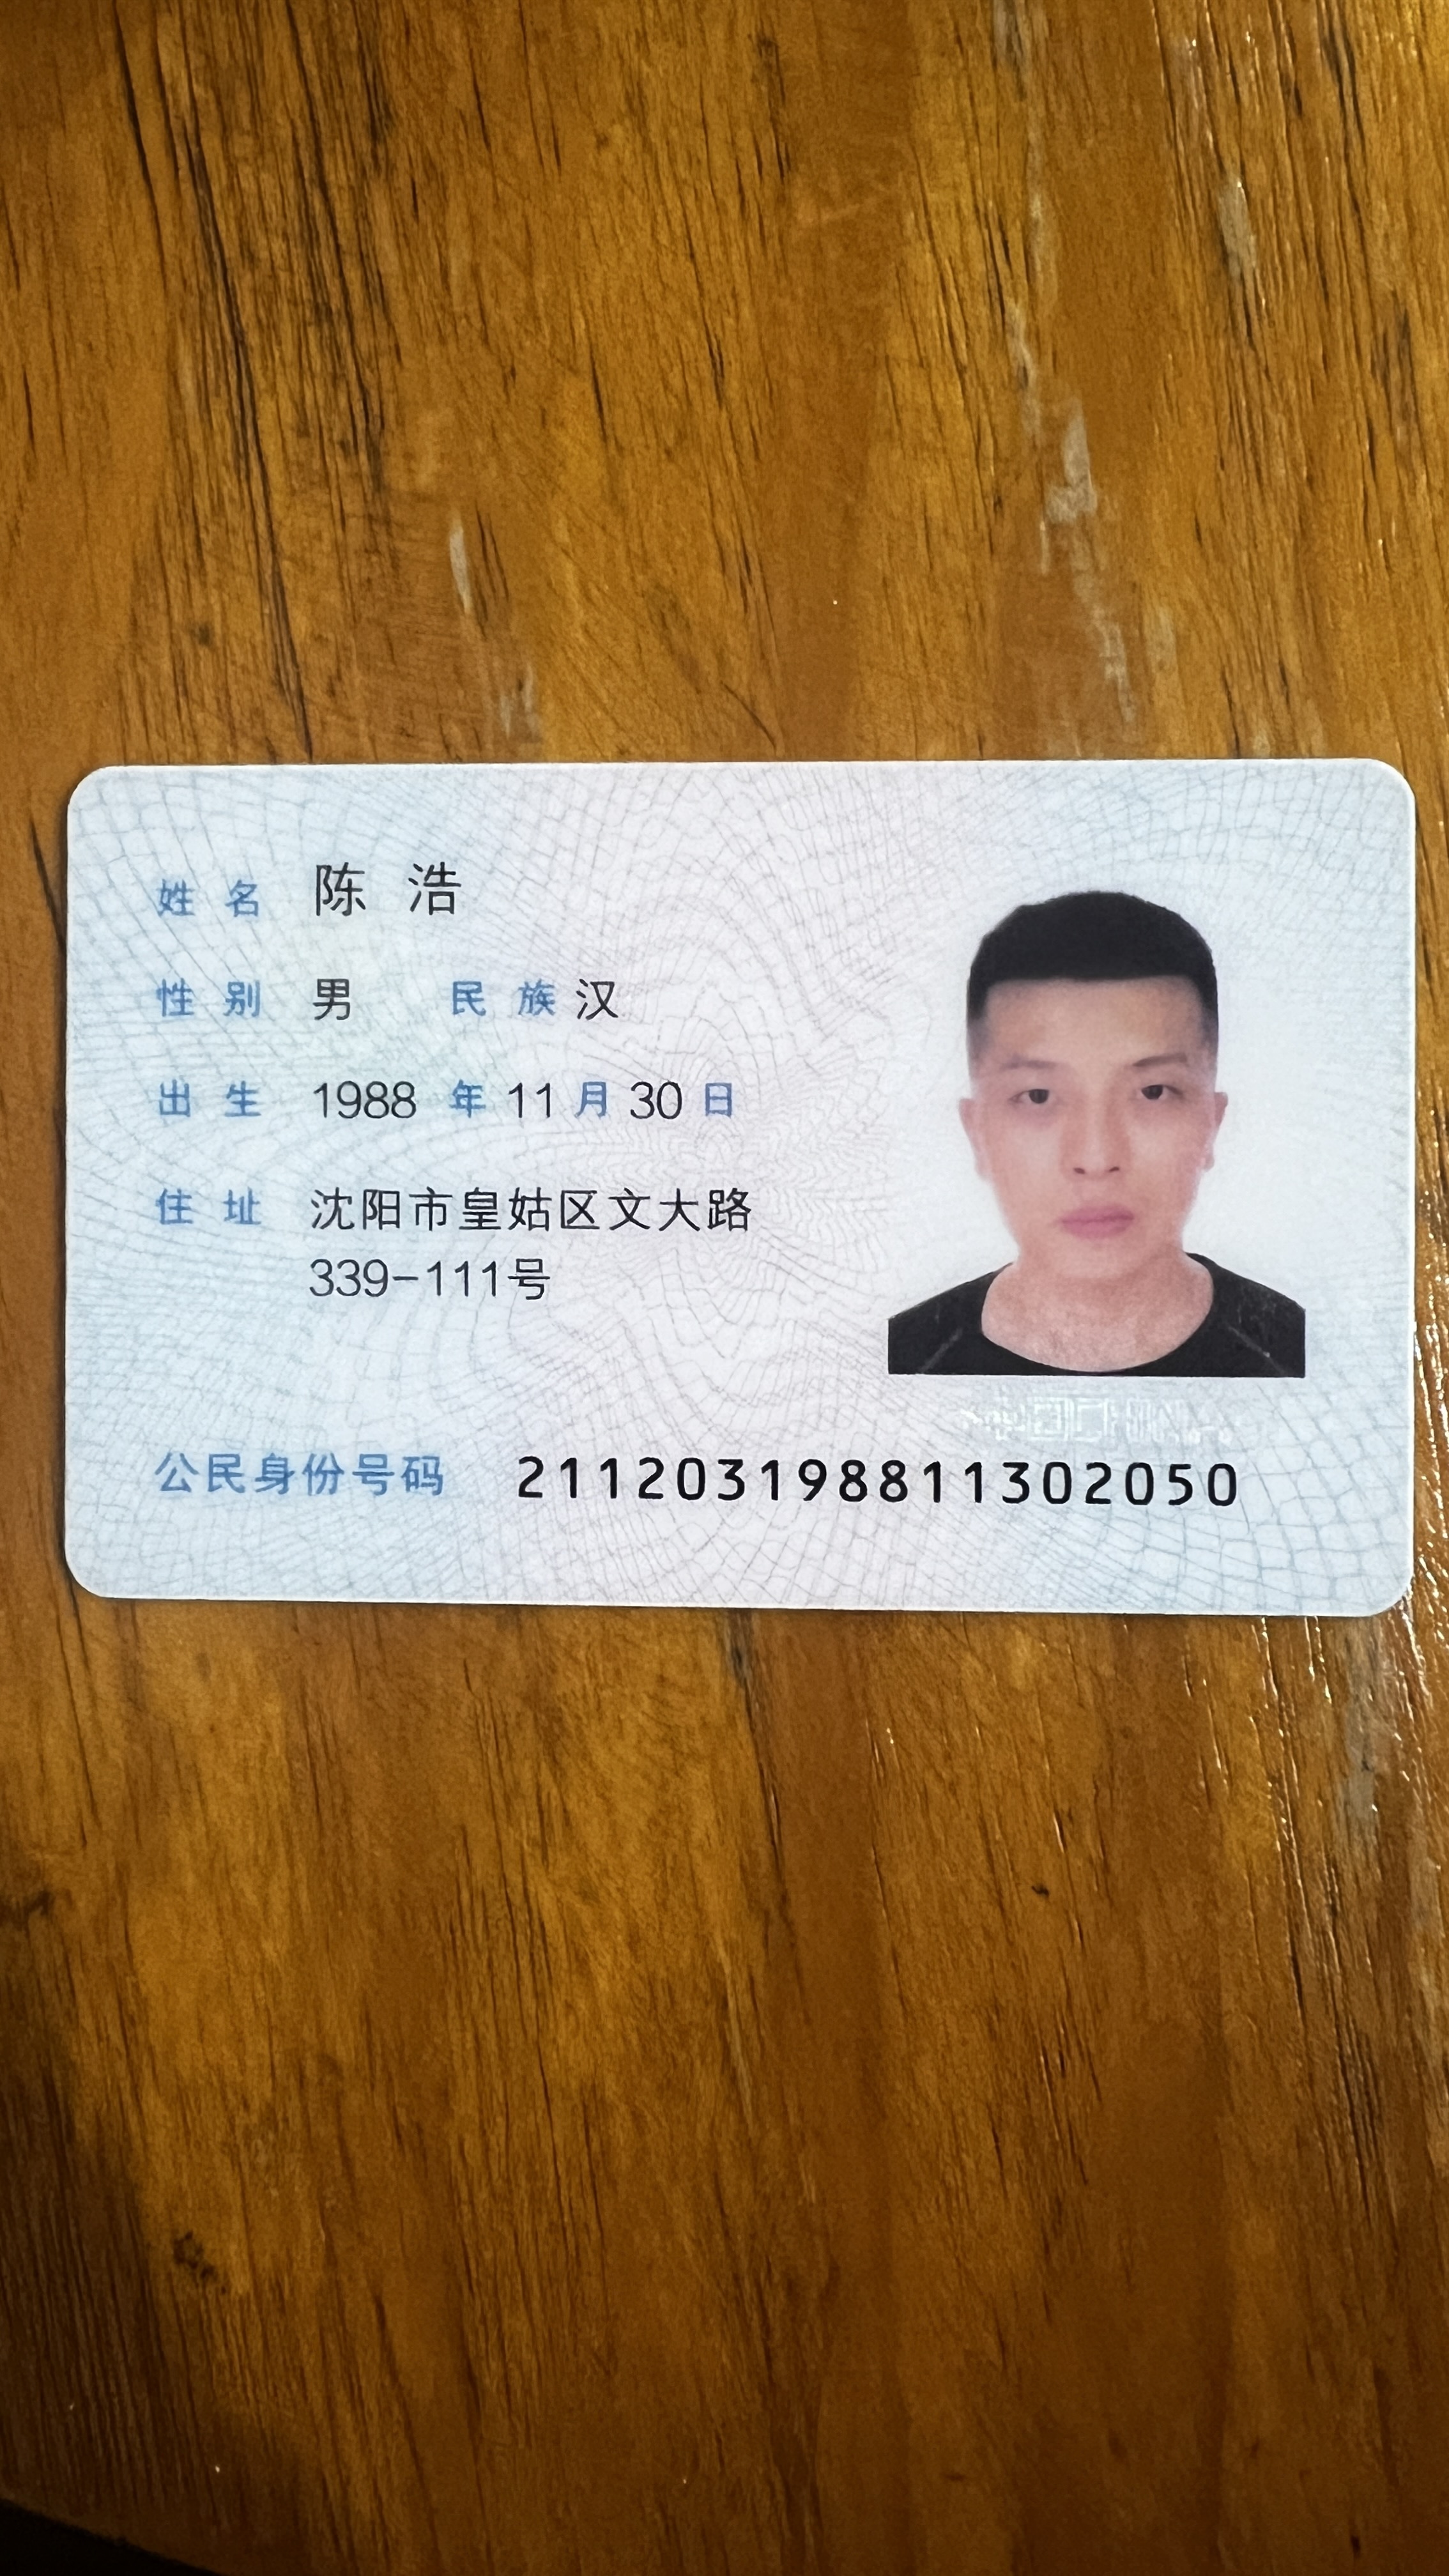 姓名 陈浩
性别 男 民族 汉
出生 1988 年 11 月 30 日
住址 沈阳市皇姑区文大路
339-111号
公民身份号码 211203198811302050